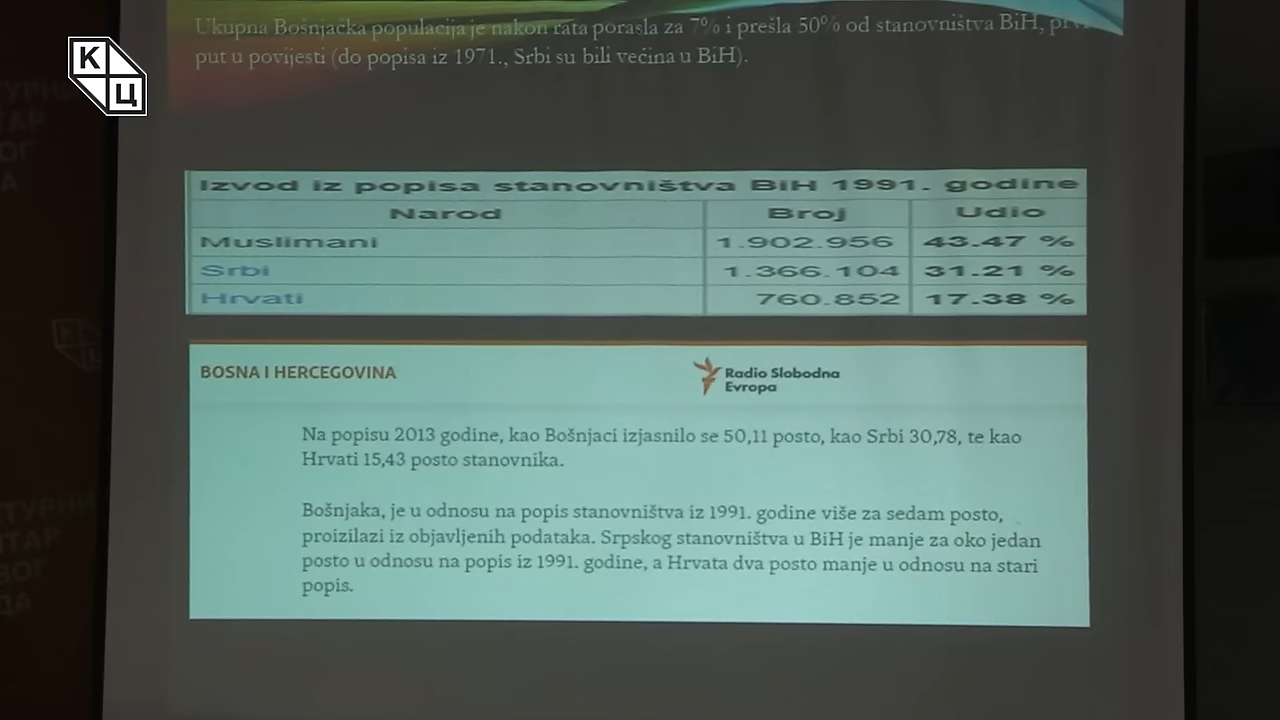 Ukupna Bošnjačka populacija je nakon rata porasla za 7% i prešla 50% od stanovništva BiH,
put u povijesti (do popisa iz 1971., Srbi su bili većina u BiH).
К
Ц
Izvod iz popisa stanovništva BiH 1991. godine
Narod Broj Udio
Muslimani 1.902.956 43.47 %
Srbi 1.366.104 31.21 %
Hrvati 760.852 17.38 %
BOSNA I HERCEGOVINA
Radio Slobodna
Evropa
Na popisu 2013 godine, kao Bošnjaci izjasnilo se 50,11 posto, kao Srbi 30,78, te kao
Hrvati 15,43 posto stanovnika.
Bošnjaka, je u odnosu na popis stanovništva iz 1991. godine više za sedam posto,
proizilazi iz objavljenih podataka. Srpskog stanovništva u BiH je manje za oko jedan
posto u odnosu na popis iz 1991. godine, a Hrvata dva posto manje u odnosu na stari
popis.